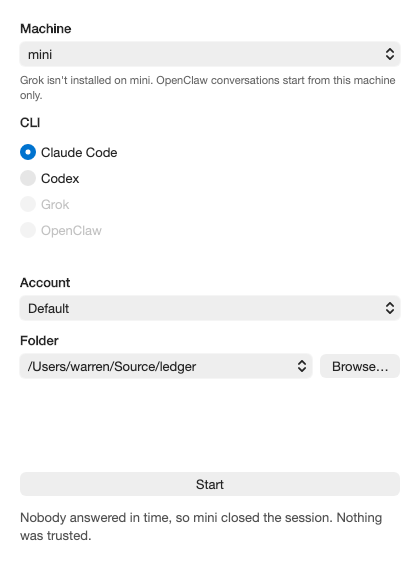 Machine
mini
Grok isn't installed on mini. OpenClaw conversations start from this machine
only.
CLI
Claude Code
Codex
Grok
OpenClaw
Account
Default
Folder
/Users/warren/Source/ledger
Browse…
Start
Nobody answered in time, so mini closed the session. Nothing
was trusted.